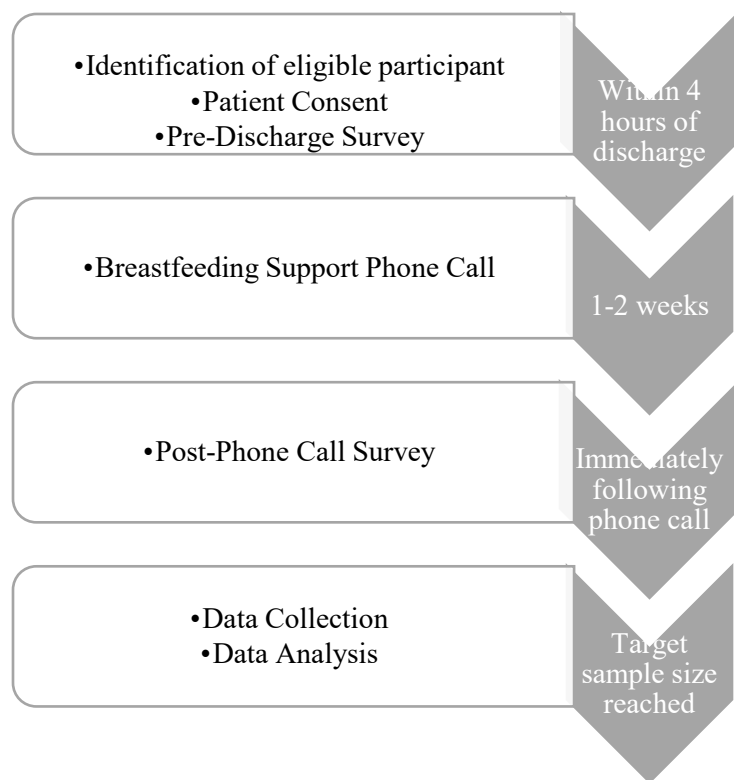 •Identification of eligible participant
•Patient Consent
•Pre-Discharge Survey
Within 4
hours of
discharge
•Breastfeeding Support Phone Call
1-2 weeks
•Post-Phone Call Survey
Immediately
following
phone call
•Data Collection
•Data Analysis
Target
sample size
reached